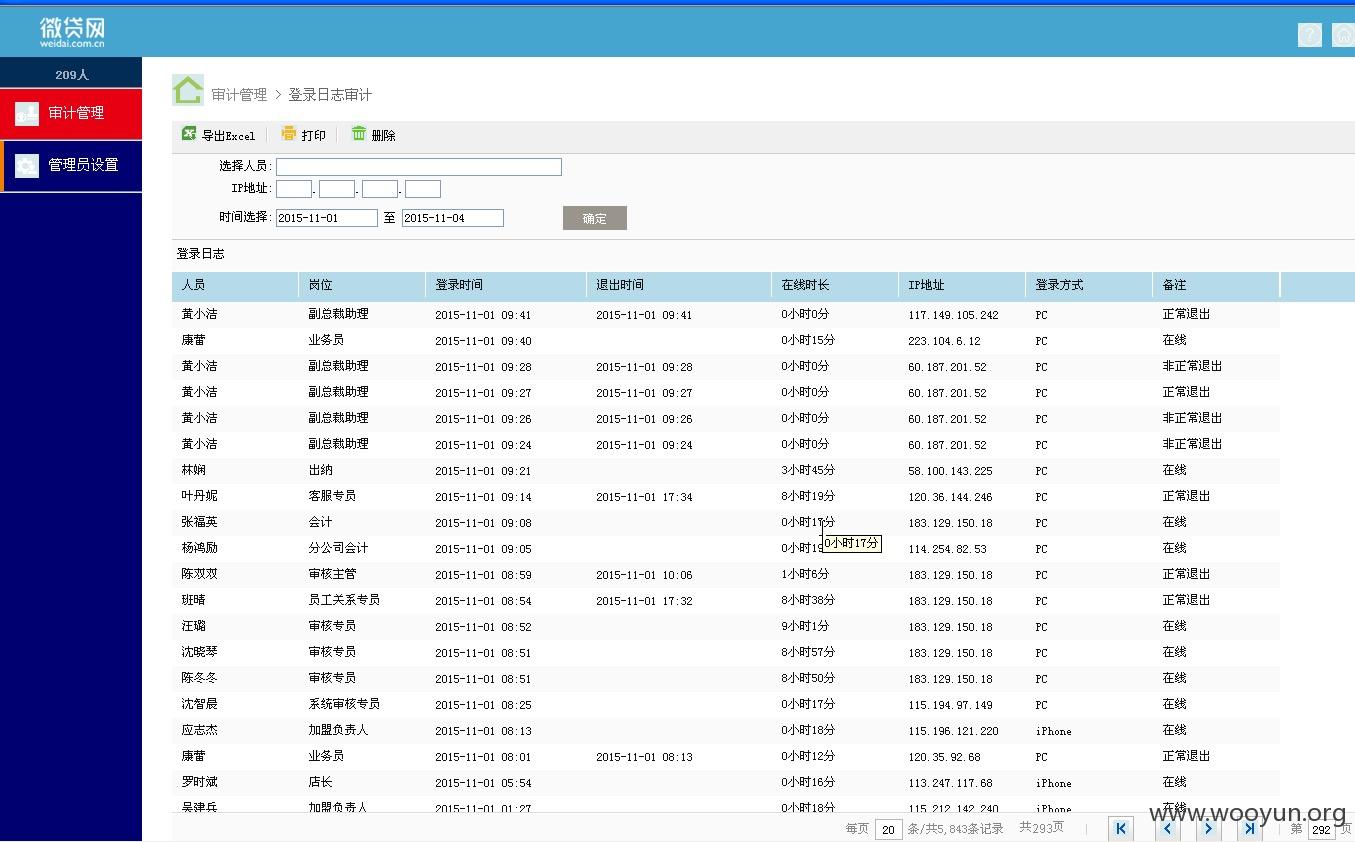 微贷网
weidai.com.cn
209人
审计管理
管理员设置
审计管理 > 登录日志审计
导出Excel 打印 删除
选择人员:
IP地址: . . .
时间选择: 2015-11-01 至 2015-11-04 确定
登录日志
人员 岗位 登录时间 退出时间 在线时长 IP地址 登录方式 备注
黄小洁 副总裁助理 2015-11-01 09:41 2015-11-01 09:41 0小时0分 117.149.105.242 PC 正常退出
康蕾 业务员 2015-11-01 09:40 0小时15分 223.104.6.12 PC 在线
黄小洁 副总裁助理 2015-11-01 09:28 2015-11-01 09:28 0小时0分 60.187.201.52 PC 非正常退出
黄小洁 副总裁助理 2015-11-01 09:27 2015-11-01 09:27 0小时0分 60.187.201.52 PC 正常退出
黄小洁 副总裁助理 2015-11-01 09:26 2015-11-01 09:26 0小时0分 60.187.201.52 PC 非正常退出
黄小洁 副总裁助理 2015-11-01 09:24 2015-11-01 09:24 0小时0分 60.187.201.52 PC 非正常退出
林娴 出纳 2015-11-01 09:21 3小时45分 58.100.143.225 PC 在线
叶丹妮 客服专员 2015-11-01 09:14 2015-11-01 17:34 8小时19分 120.36.144.246 PC 正常退出
张福英 会计 2015-11-01 09:08 0小时17分 183.129.150.18 PC 在线
0小时17分
杨鸿励 分公司会计 2015-11-01 09:05 0小时19 114.254.82.53 PC 在线
陈双双 审核主管 2015-11-01 08:59 2015-11-01 10:06 1小时6分 183.129.150.18 PC 正常退出
班晴 员工关系专员 2015-11-01 08:54 2015-11-01 17:32 8小时38分 183.129.150.18 PC 正常退出
汪璐 审核专员 2015-11-01 08:52 9小时1分 183.129.150.18 PC 在线
沈晓琴 审核专员 2015-11-01 08:51 8小时57分 183.129.150.18 PC 在线
陈冬冬 审核专员 2015-11-01 08:51 8小时50分 183.129.150.18 PC 在线
沈智晨 系统审核专员 2015-11-01 08:25 0小时17分 115.194.97.149 PC 在线
应志杰 加盟负责人 2015-11-01 08:13 0小时18分 115.196.121.220 iPhone 在线
康蕾 业务员 2015-11-01 08:01 2015-11-01 08:13 0小时12分 120.35.92.68 PC 正常退出
罗时斌 店长 2015-11-01 05:54 0小时16分 113.247.117.68 iPhone 在线
吴建兵 加盟负责人 2015-11-01 01:27 0小时18分 115.212.142.240 iPhone 在线
www.wooyun.org
每页 20 条/共5,843条记录 共293页 第 292 页